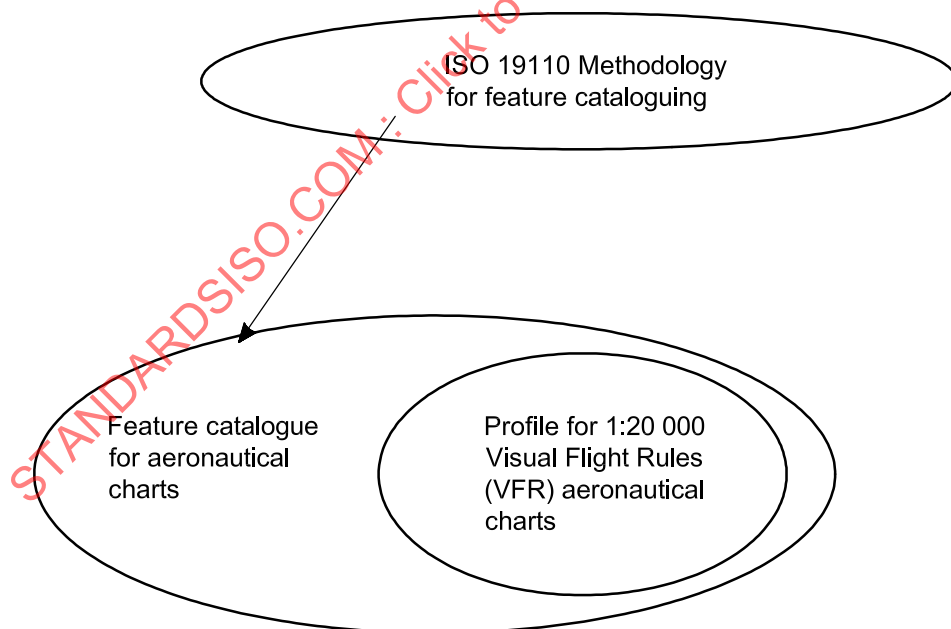 ISO 19110 Methodology
for feature cataloguing
STANDARDSISO.COM : Click to
Feature catalogue
for aeronautical
charts
Profile for 1:20 000
Visual Flight Rules
(VFR) aeronautical
charts